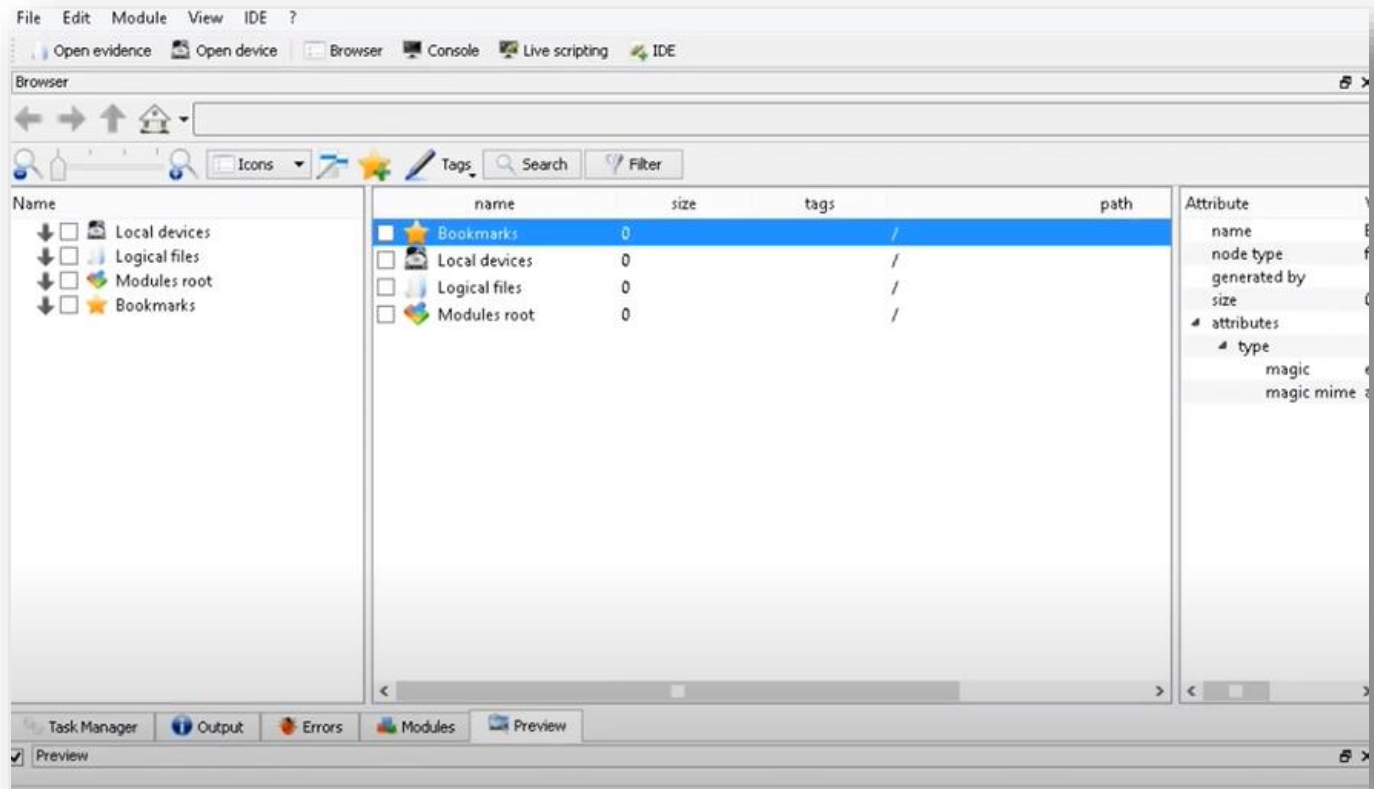 File Edit Module View IDE ?
Open evidence Open device Browser Console Live scripting IDE
Browser
Icons Tags Search Filter
Name
Local devices
Logical files
Modules root
Bookmarks
name size tags path
Bookmarks 0 /
Local devices 0 /
Logical files 0 /
Modules root 0 /
Attribute
name
node type
generated by
size
attributes
type
magic
magic mime
Task Manager Output Errors Modules Preview
Preview